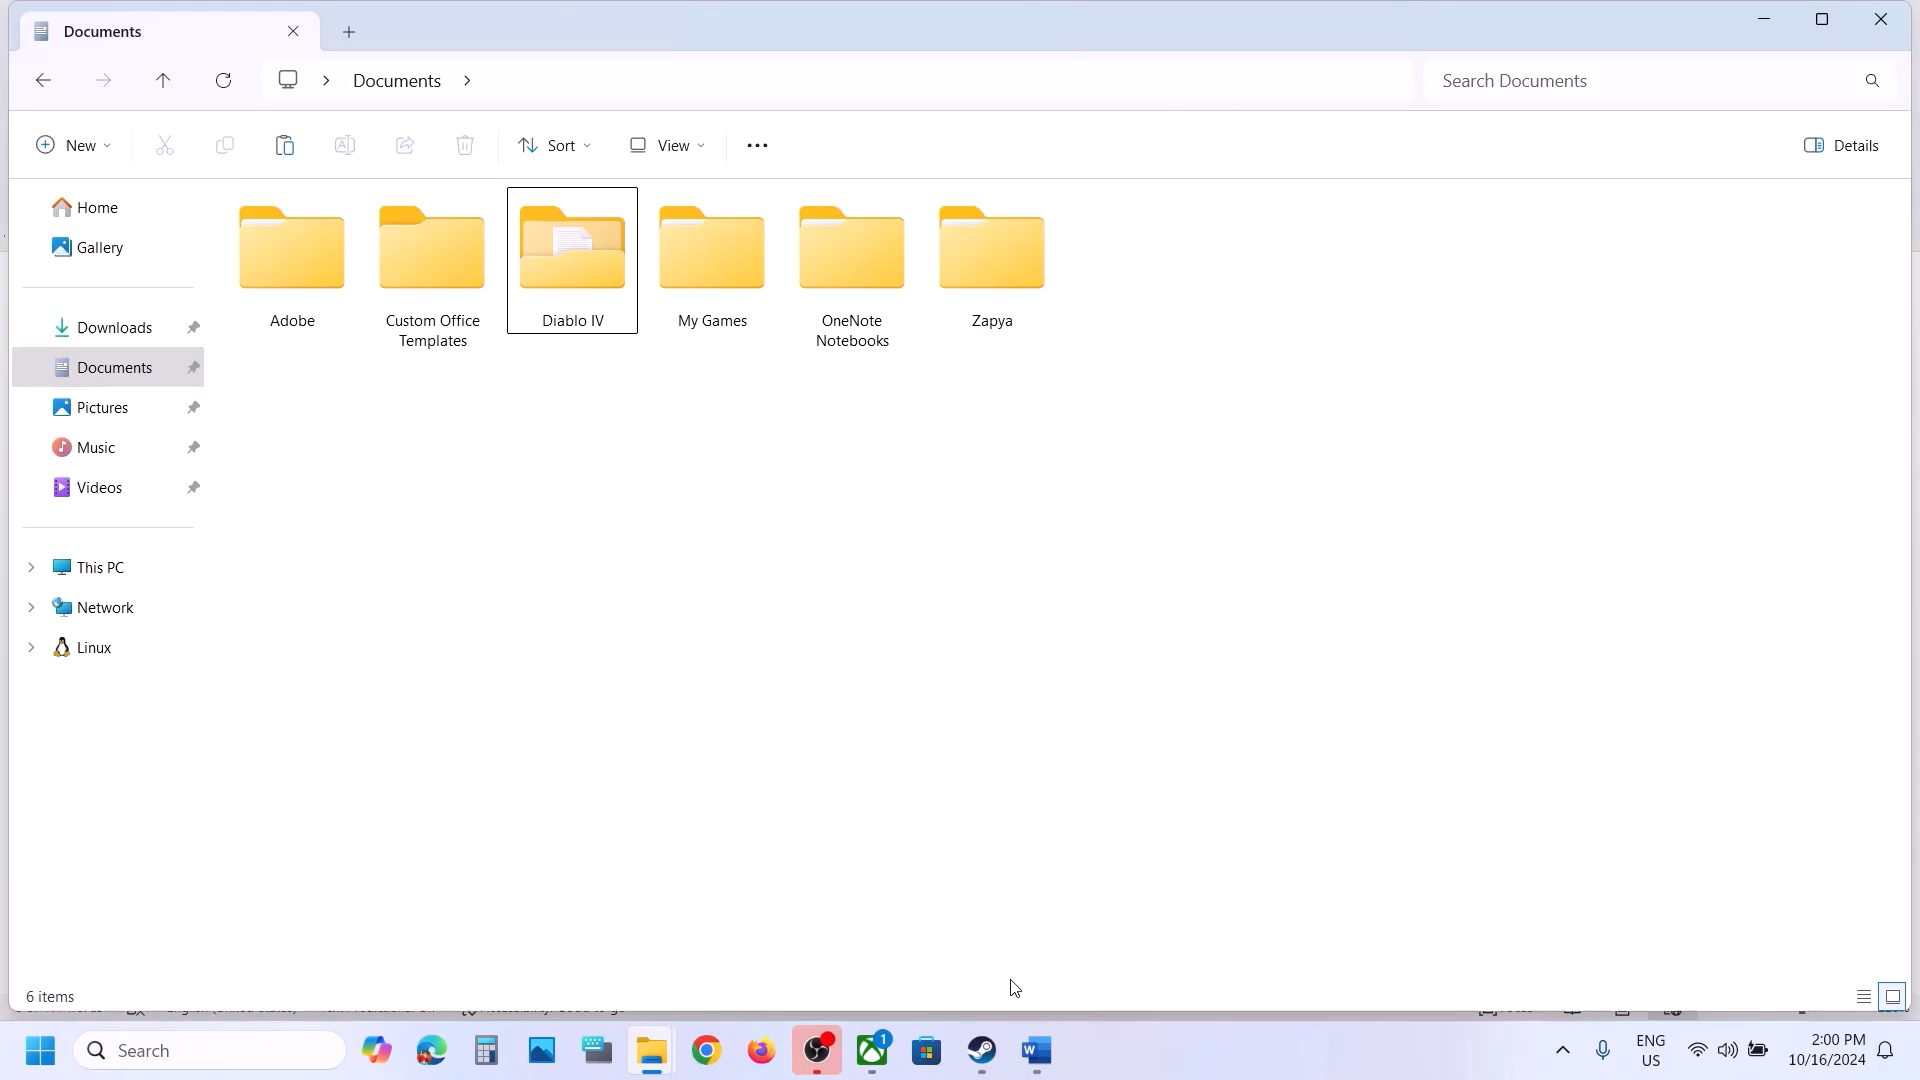 Documents
Documents
Search Documents
New
Sort
View
Details
Home
Gallery
Downloads
Documents
Pictures
Music
Videos
This PC
Network
Linux
Adobe
Custom Office
Templates
Diablo IV
My Games
OneNote
Notebooks
Zapya
6 items
Search
1
ENG
US
2:00 PM
10/16/2024